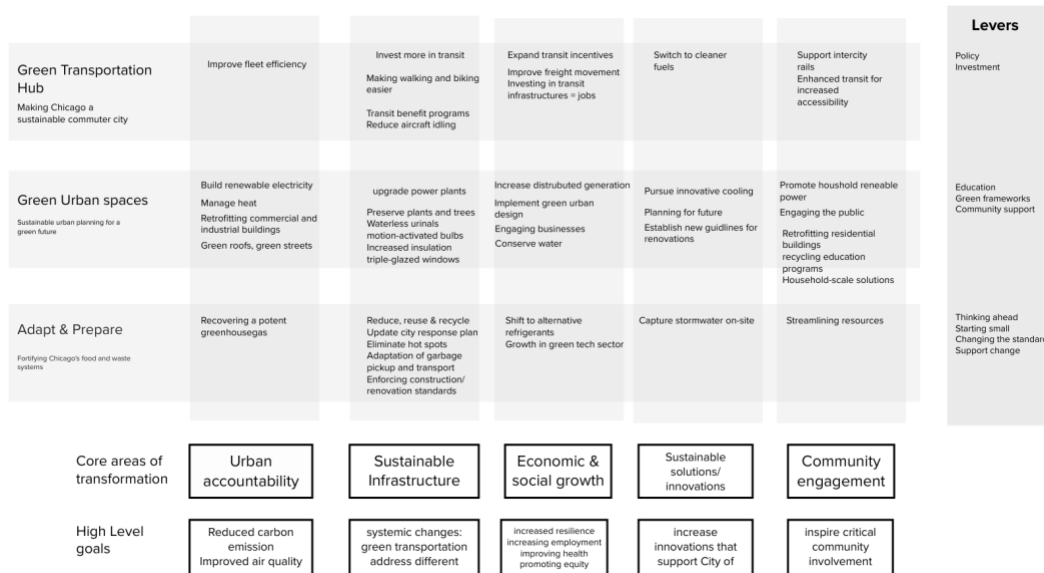 Levers
Green Transportation
Hub
Making Chicago a
sustainable commuter city
Improve fleet efficiency
Invest more in transit
Making walking and biking
easier
Transit benefit programs
Reduce aircraft idling
Expand transit incentives
Improve freight movement
Investing in transit
infrastructures = jobs
Switch to cleaner
fuels
Support intercity
rails
Enhanced transit for
increased
accessibility
Policy
Investment
Green Urban spaces
Sustainable urban planning for a
green future
Build renewable electricity
Manage heat
Retrofitting commercial and
industrial buildings
Green roofs, green streets
upgrade power plants
Preserve plants and trees
Waterless urinals
motion-activated bulbs
Increased insulation
triple-glazed windows
Increase distrubuted generation
Implement green urban
design
Engaging businesses
Conserve water
Pursue innovative cooling
Planning for future
Establish new guidlines for
renovations
Promote houshold reneable
power
Engaging the public
Retrofitting residential
buildings
recycling education
programs
Household-scale solutions
Education
Green frameworks
Community support
Adapt & Prepare
Fortifying Chicago's food and waste
systems
Recovering a potent
greenhousegas
Reduce, reuse & recycle
Update city response plan
Eliminate hot spots
Adaptation of garbage
pickup and transport
Enforcing construction/
renovation standards
Shift to alternative
refrigerants
Growth in green tech sector
Capture stormwater on-site
Streamlining resources
Thinking ahead
Starting small
Changing the standard
Support change
Core areas of
transformation
Urban
accountability
Sustainable
Infrastructure
Economic &
social growth
Sustainable
solutions/
innovations
Community
engagement
High Level
goals
Reduced carbon
emission
Improved air quality
systemic changes:
green transportation
address different
increased resilience
increasing employment
improving health
promoting equity
increase
innovations that
support City of
inspire critical
community
involvement